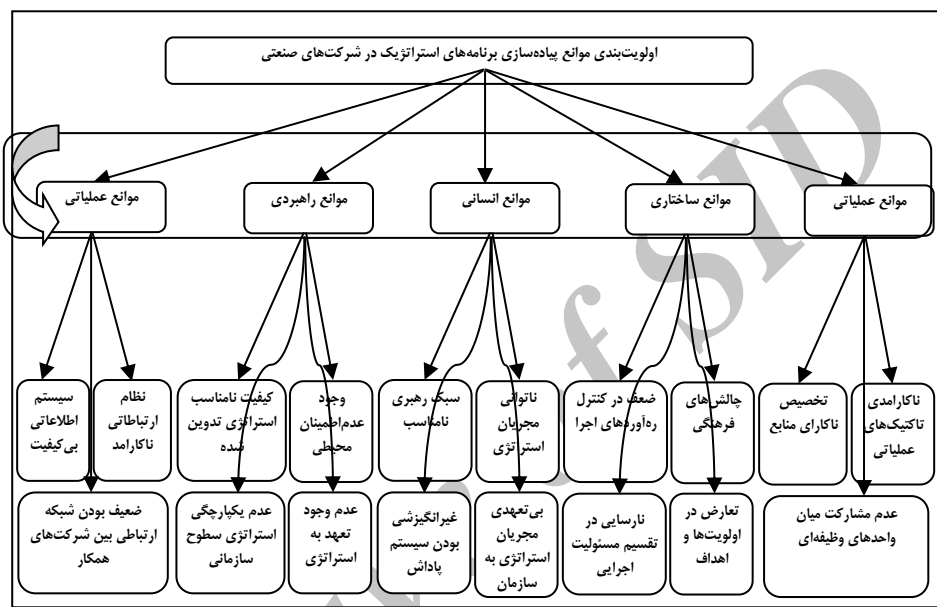 اولویت‌بندی موانع پیاده‌سازی برنامه‌های استراتژیک در شرکت‌های صنعتی
موانع عملیاتی
موانع ساختاری
موانع انسانی
موانع راهبردی
موانع عملیاتی
ناکارامدی
تاکتیک‌های
عملیاتی
تخصیص
ناکارای منابع
چالش‌های
فرهنگی
ضعف در کنترل
ره‌آوردهای اجرا
ناتوانی
مجریان
استراتژی
سبک رهبری
نامناسب
وجود
عدم‌اطمینان
محیطی
کیفیت نامناسب
استراتژی تدوین
شده
نظام
ارتباطاتی
ناکارامد
سیستم
اطلاعاتی
بی‌کیفیت
عدم مشارکت میان
واحدهای وظیفه‌ای
تعارض در
اولویت‌ها و
اهداف
نارسایی در
تقسیم مسئولیت
اجرایی
بی‌تعهدی
مجریان
استراتژی به
سازمان
غیرانگیزشی
بودن سیستم
پاداش
عدم وجود
تعهد به
استراتژی
عدم یکپارچگی
استراتژی سطوح
سازمانی
ضعیف بودن شبکه
ارتباطی بین شرکت‌های
همکار
of SID